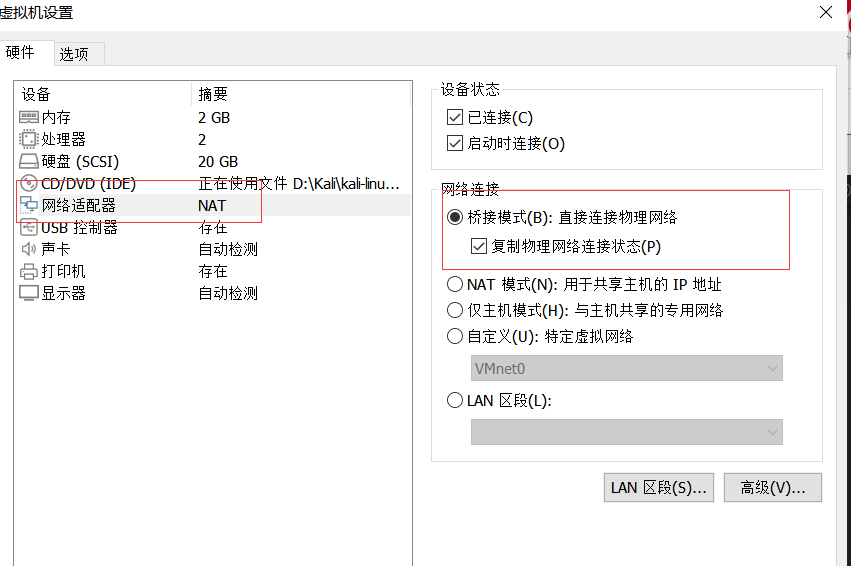 虚拟机设置
硬件 选项
设备 摘要
内存 2 GB
处理器 2
硬盘 (SCSI) 20 GB
CD/DVD (IDE) 正在使用文件 D:\Kali\kali-linu...
网络适配器 NAT
USB 控制器 存在
声卡 自动检测
打印机 存在
显示器 自动检测
设备状态
已连接(C)
启动时连接(O)
网络连接
桥接模式(B): 直接连接物理网络
复制物理网络连接状态(P)
NAT 模式(N): 用于共享主机的 IP 地址
仅主机模式(H): 与主机共享的专用网络
自定义(U): 特定虚拟网络
VMnet0
LAN 区段(L):
LAN 区段(S)... 高级(V)...